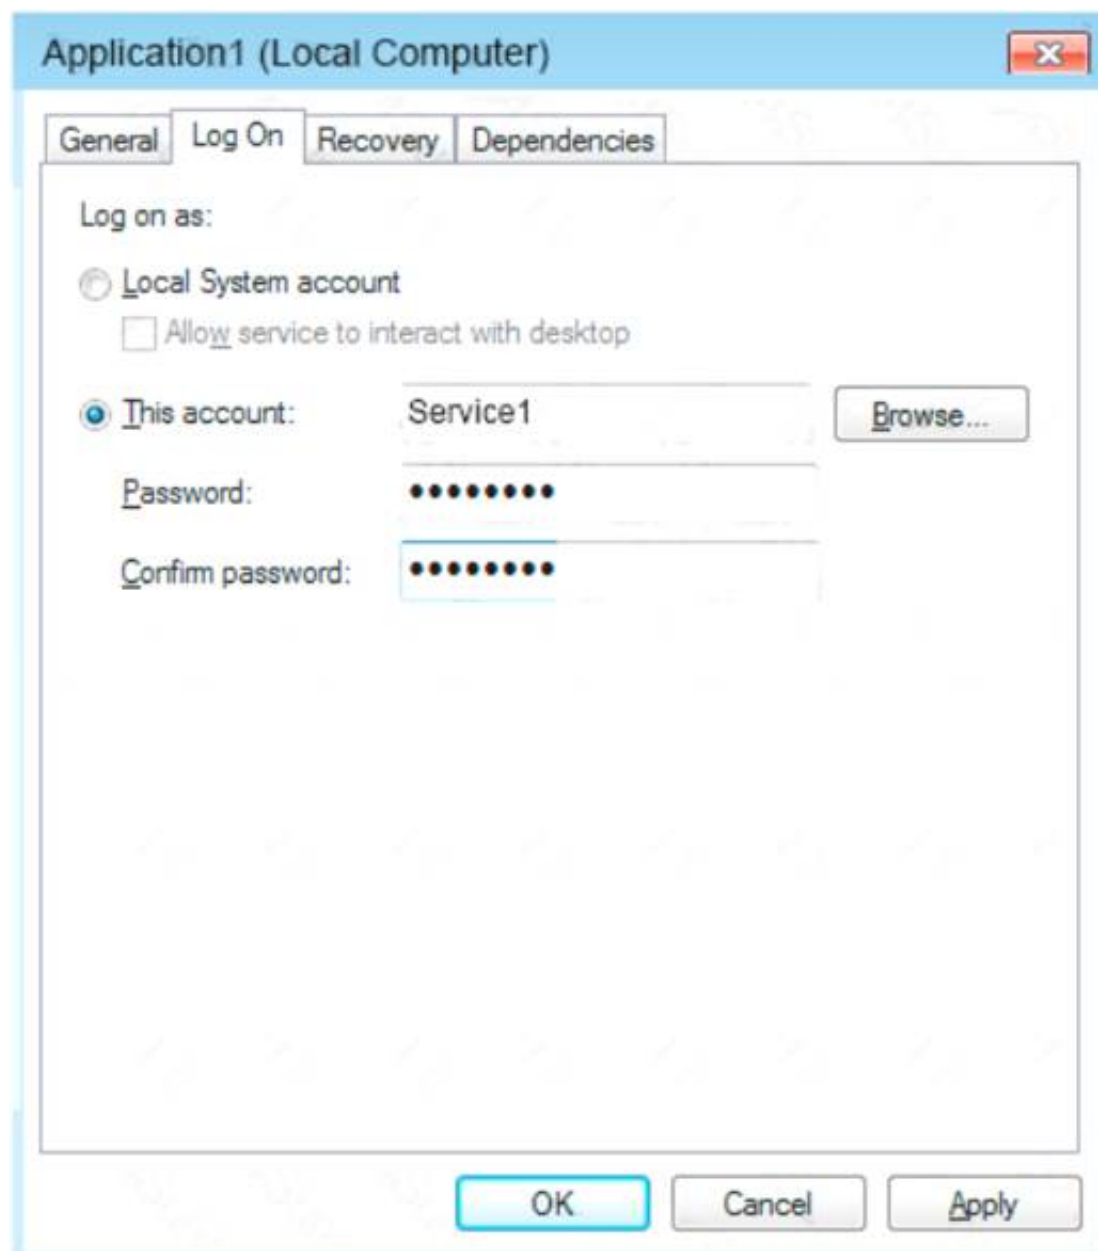 Application1 (Local Computer)
General Log On Recovery Dependencies
Log on as:
Local System account
Allow service to interact with desktop
This account: Service1 Browse...
Password: ••••••••
Confirm password: ••••••••
OK Cancel Apply